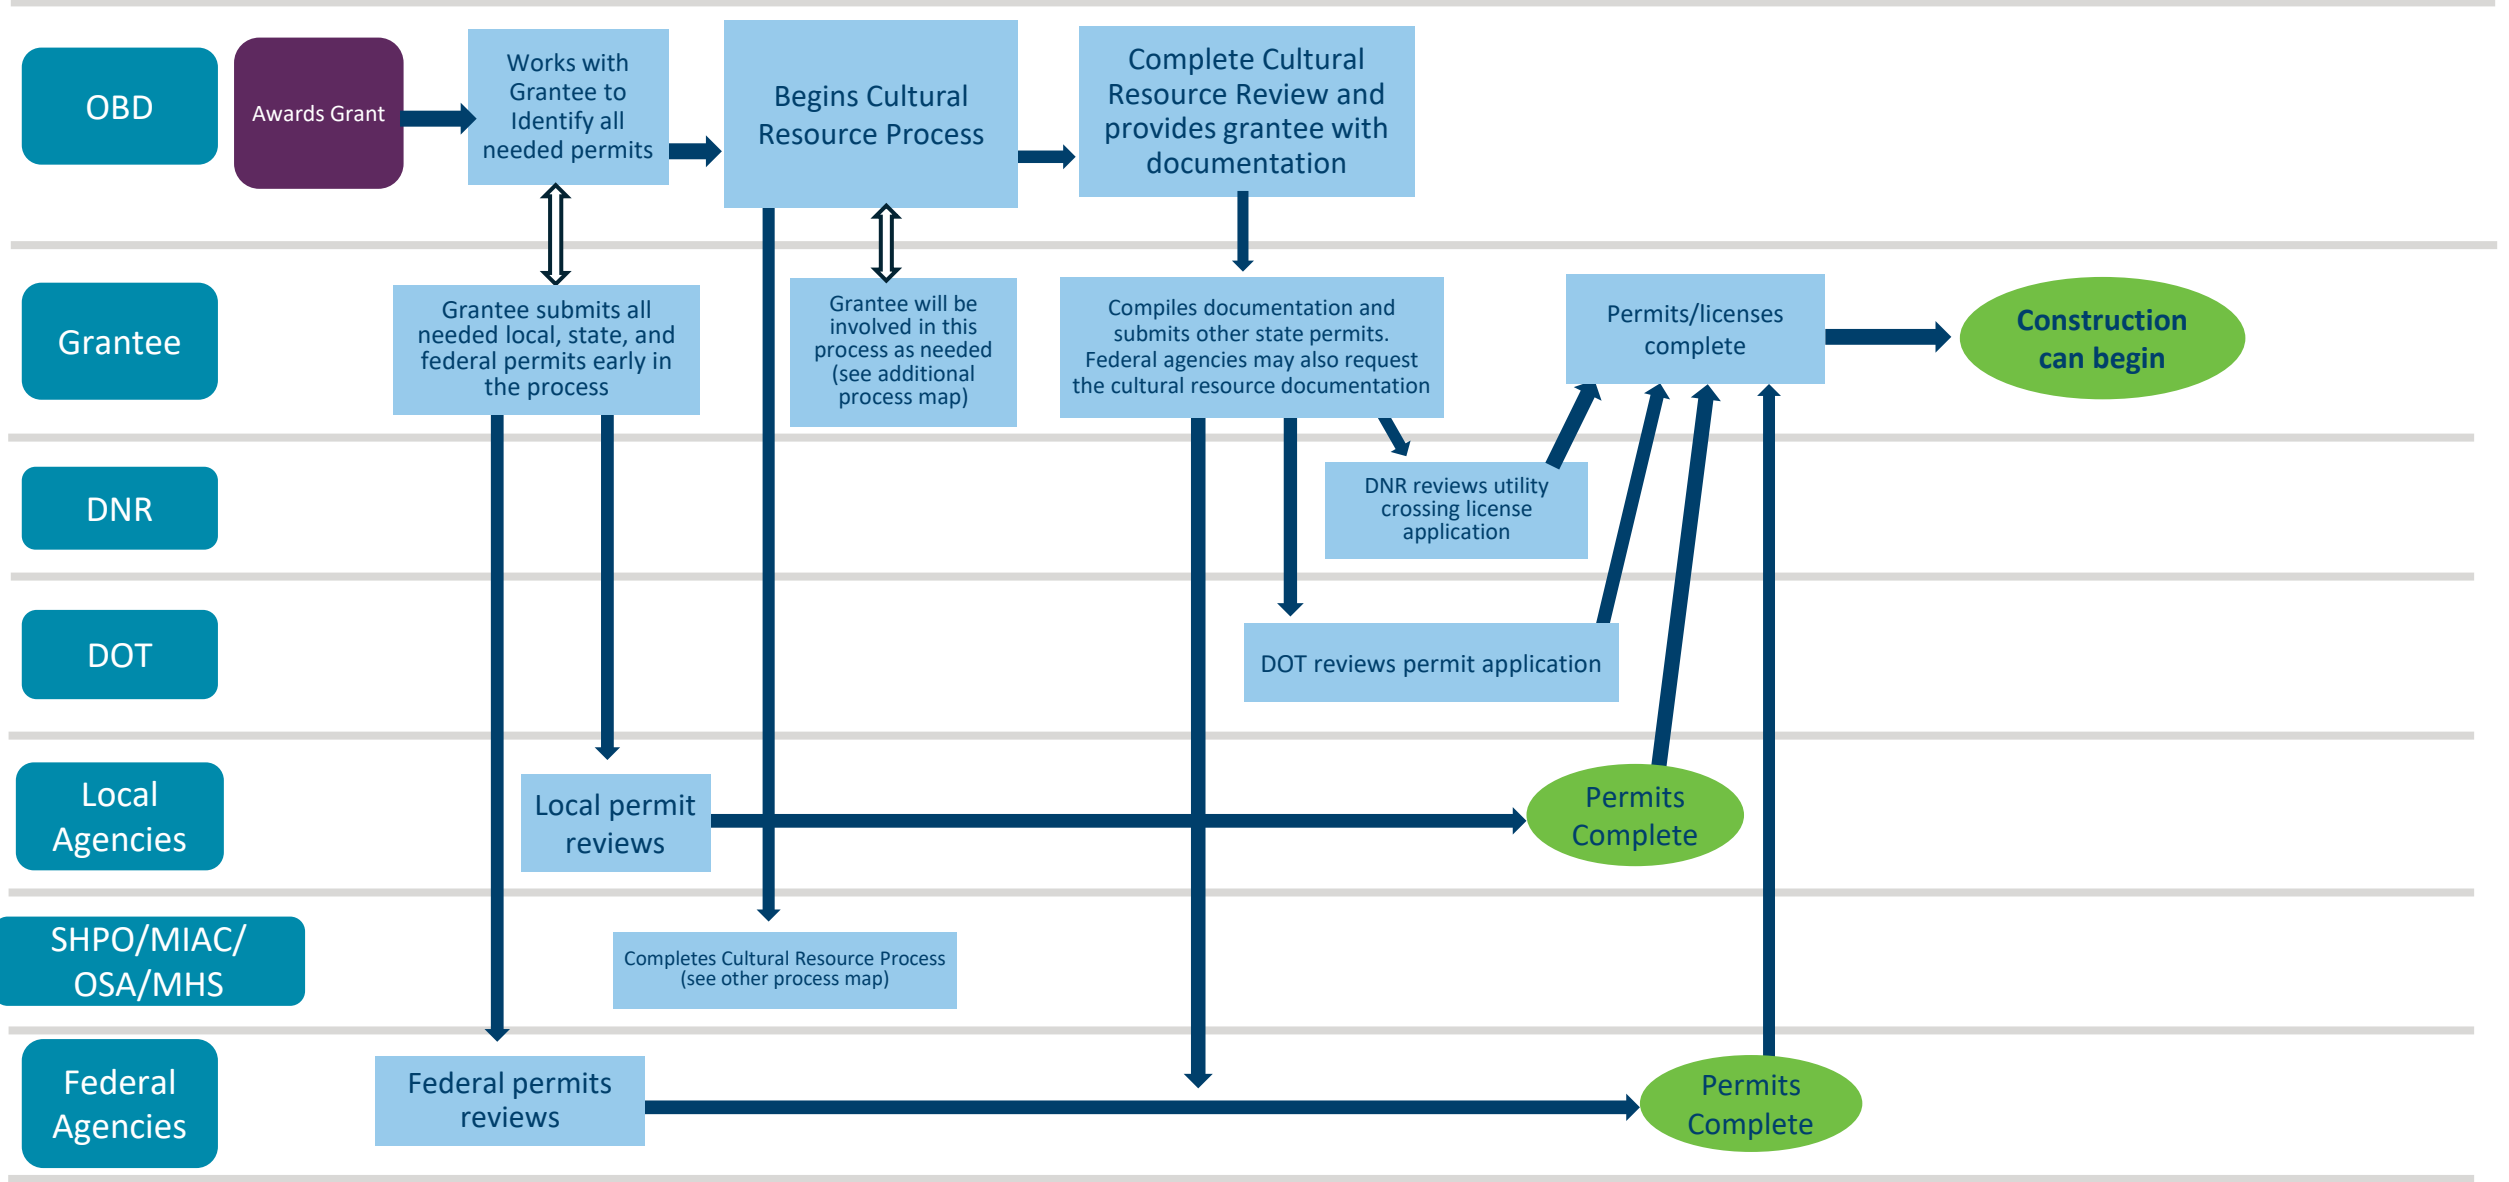 OBD
Awards Grant
Works with
Grantee to
Identify all
needed permits
Begins Cultural
Resource Process
Complete Cultural
Resource Review and
provides grantee with
documentation
Grantee
Grantee submits all
needed local, state, and
federal permits early in
the process
Grantee will be
involved in this
process as needed
(see additional
process map)
Compiles documentation and
submits other state permits.
Federal agencies may also request
the cultural resource documentation
Permits/licenses
complete
Construction
can begin
DNR
DNR reviews utility
crossing license
application
DOT
DOT reviews permit application
Local
Agencies
Local permit
reviews
Permits
Complete
SHPO/MIAC/
OSA/MHS
Completes Cultural Resource Process
(see other process map)
Federal
Agencies
Federal permits
reviews
Permits
Complete